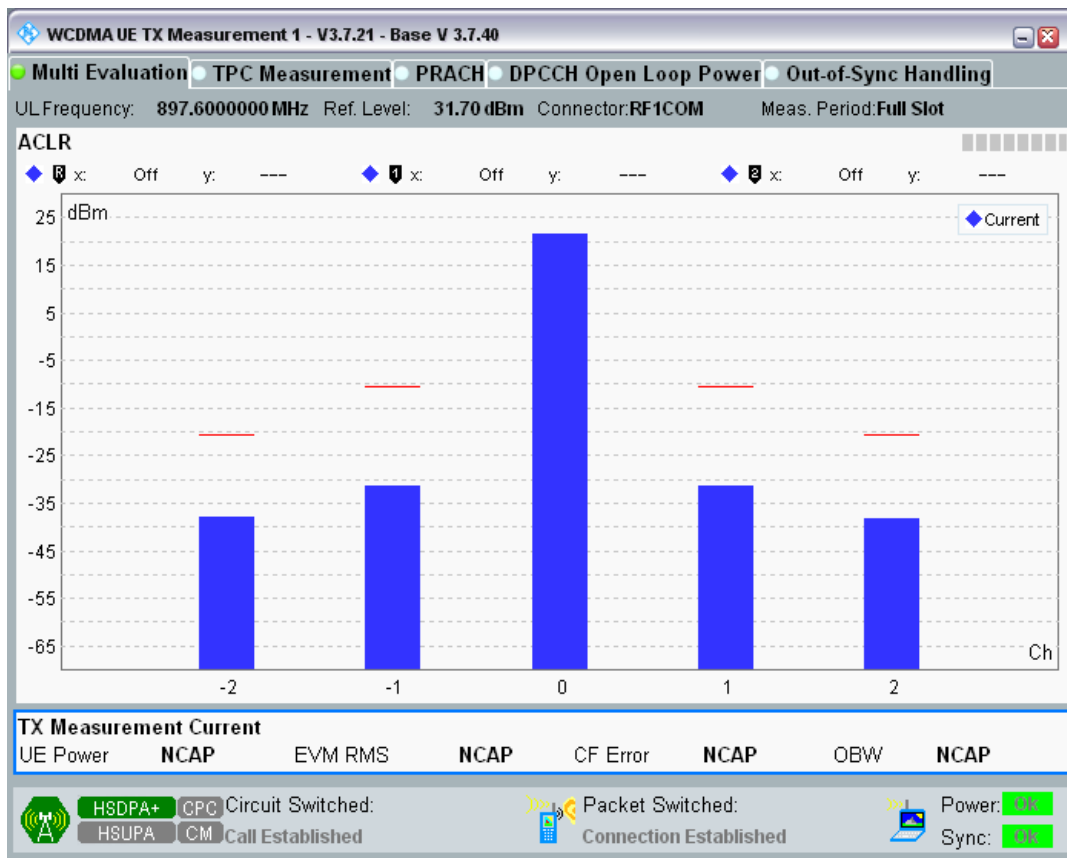 WCDMA UE TX Measurement 1 - V3.7.21 - Base V 3.7.40
Multi Evaluation TPC Measurement PRACH DPCCH Open Loop Power Out-of-Sync Handling
UL Frequency: 897.6000000 MHz Ref. Level: 31.70 dBm Connector:RF1COM Meas. Period:Full Slot
ACLR
R x: Off y: --- 1 x: Off y: --- 2 x: Off y: ---
dBm
Current
25
15
5
-5
-15
-25
-35
-45
-55
-65
Ch
-2 -1 0 1 2
TX Measurement Current
UE Power NCAP EVM RMS NCAP CF Error NCAP OBW NCAP
HSDPA+ CPC Circuit Switched: Packet Switched: Power: Ok
HSUPA CM Call Established Connection Established Sync: Ok